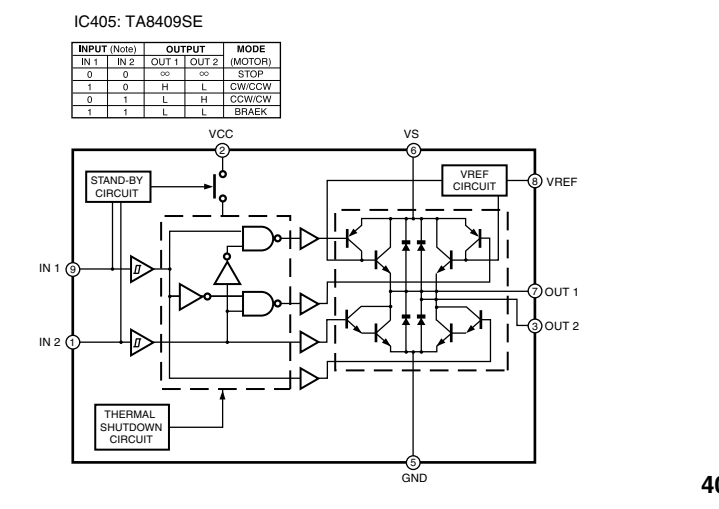 IC405: TA8409SE
INPUT (Note) OUTPUT MODE
IN 1 IN 2 OUT 1 OUT 2 (MOTOR)
0 0 ∞ ∞ STOP
1 0 H L CW/CCW
0 1 L H CCW/CW
1 1 L L BRAEK
VCC VS
2 6
STAND-BY
CIRCUIT
VREF
CIRCUIT
8 VREF
IN 1 9
7 OUT 1
3 OUT 2
IN 2 1
THERMAL
SHUTDOWN
CIRCUIT
5
GND
40